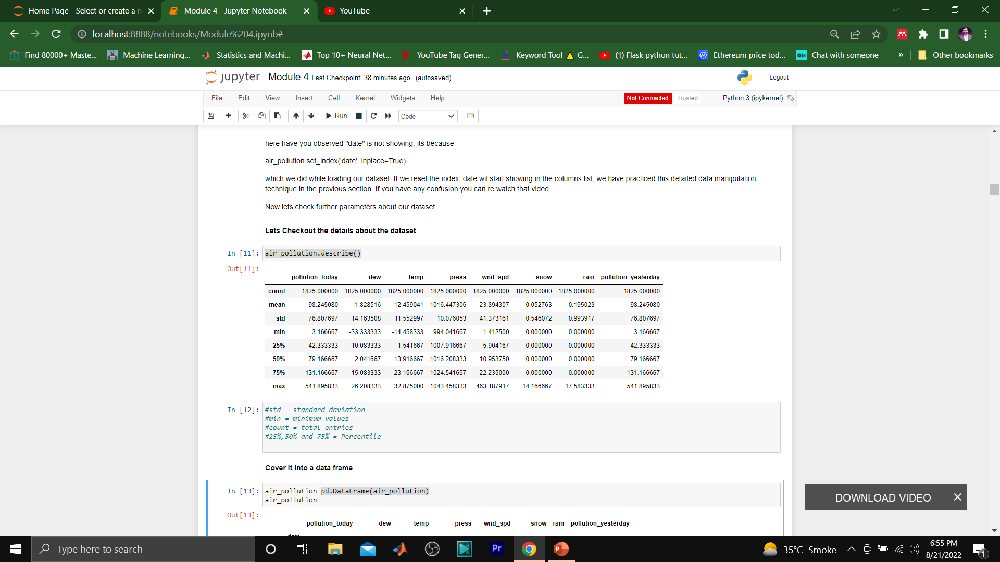 Home Page - Select or create a n
Module 4 - Jupyter Notebook
YouTube
localhost:8888/notebooks/Module%204.ipynb#
Find 80000+ Maste...
Machine Learning...
Statistics and Machi...
Top 10+ Neural Net...
YouTube Tag Gener...
Keyword Tool ⚠ G...
(1) Flask python tut...
Ethereum price tod...
Chat with someone
»
Other bookmarks
jupyter Module 4 Last Checkpoint: 38 minutes ago (autosaved)
Logout
File Edit View Insert Cell Kernel Widgets Help
Not Connected Trusted Python 3 (ipykernel)
Run Code
here have you observed "date" is not showing, its because
air_pollution.set_index('date', inplace=True)
which we did while loading our dataset. If we reset the index, date wil start showing in the columns list, we have practiced this detailed data manipulation
technique in the previous section. If you have any confusion you can re watch that video.
Now lets check further parameters about our dataset.
Lets Checkout the details about the dataset
In [11]: air_pollution.describe()
Out[11]:
pollution_today dew temp press wnd_spd snow rain pollution_yesterday
count 1825.000000 1825.000000 1825.000000 1825.000000 1825.000000 1825.000000 1825.000000 1825.000000
mean 98.245080 1.828516 12.459041 1016.447306 23.894307 0.052763 0.195023 98.245080
std 76.807697 14.163508 11.552997 10.076053 41.373161 0.546072 0.993917 76.807697
min 3.166667 -33.333333 -14.458333 994.041667 1.412500 0.000000 0.000000 3.166667
25% 42.333333 -10.083333 1.541667 1007.916667 5.904167 0.000000 0.000000 42.333333
50% 79.166667 2.041667 13.916667 1016.208333 10.953750 0.000000 0.000000 79.166667
75% 131.166667 15.083333 23.166667 1024.541667 22.235000 0.000000 0.000000 131.166667
max 541.895833 26.208333 32.875000 1043.458333 463.187917 14.166667 17.583333 541.895833
In [12]: #std = standard daviation
#min = minimum values
#count = total entries
#25%,50% and 75% = Percentile
Cover it into a data frame
In [13]: air_pollution=pd.DataFrame(air_pollution)
air_pollution
Out[13]:
pollution_today dew temp press wnd_spd snow rain pollution_yesterday
DOWNLOAD VIDEO
Type here to search
Pr
P
35°C Smoke
6:55 PM
8/21/2022
1